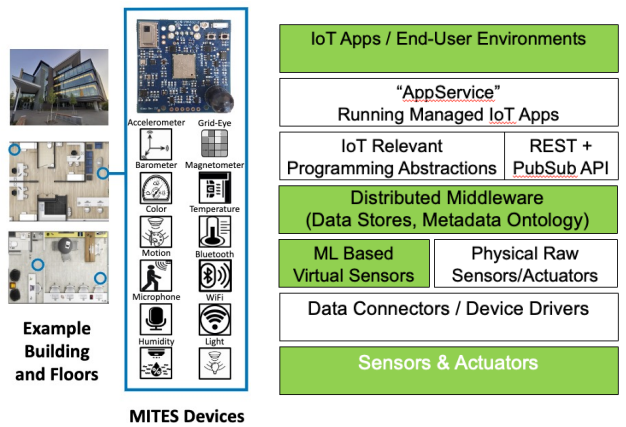 Accelerometer
Grid-Eye
Barometer
Magnetometer
Color
Temperature
Motion
Bluetooth
Microphone
WiFi
Humidity
Light
Example
Building
and Floors
MITES Devices
IoT Apps / End-User Environments
“AppService”
Running Managed IoT Apps
IoT Relevant
Programming Abstractions
REST +
PubSub API
Distributed Middleware
(Data Stores, Metadata Ontology)
ML Based
Virtual Sensors
Physical Raw
Sensors/Actuators
Data Connectors / Device Drivers
Sensors & Actuators